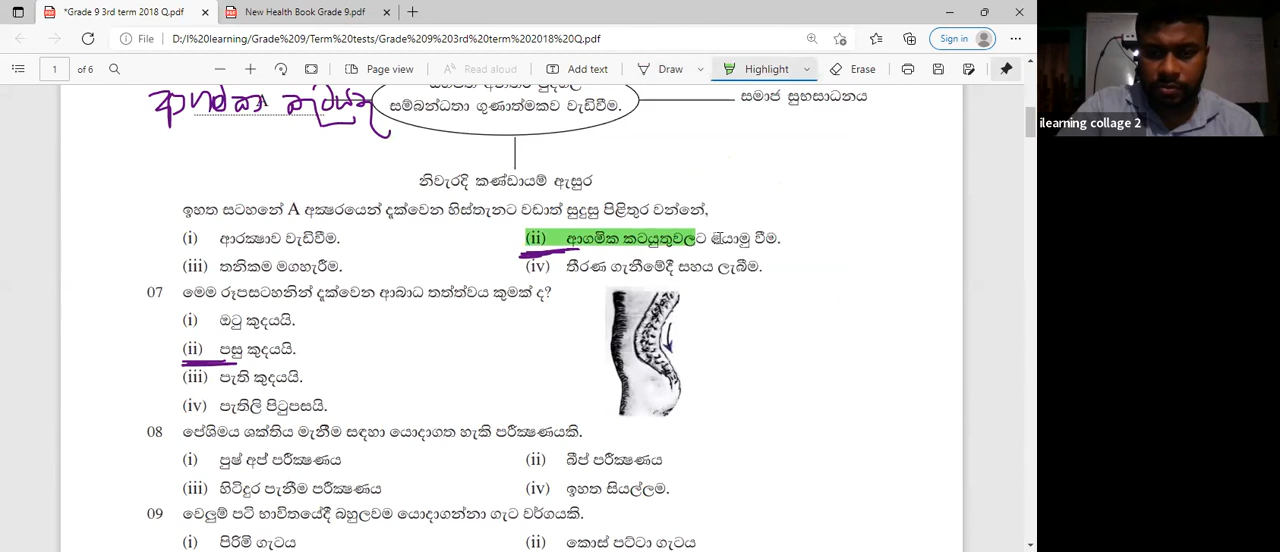 *Grade 9 3rd term 2018 Q.pdf
New Health Book Grade 9.pdf
File D:/I%20learning/Grade%209/Term%20tests/Grade%209%203rd%20term%202018%20Q.pdf
Sign in
1 of 6
Page view
Read aloud
Add text
Draw
Highlight
Erase
සම්බන්ධතා ගුණාත්මකව වැඩිවීම.
සමාජ සුභසාධනය
නිවැරදි කණ්ඩායම් ඇසුර
ඉහත සටහනේ A අක්‍ෂරයෙන් දැක්වෙන හිස්තැනට වඩාත් සුදුසු පිළිතුර වන්නේ,
(i) ආරක්‍ෂාව වැඩිවීම.
(ii) ආගමික කටයුතුවලට යොමු වීම.
(iii) තනිකම මගහැරීම.
(iv) තීරණ ගැනීමේදී සහය ලැබීම.
07 මෙම රූපසටහනින් දැක්වෙන ආබාධ තත්ත්වය කුමක් ද?
(i) ඔටු කුදයයි.
(ii) පසු කුදයයි.
(iii) පැති කුදයයි.
(iv) පැතිලි පිටුපසයි.
08 පේශිමය ශක්තිය මැනීම සඳහා යොදාගත හැකි පරීක්‍ෂණයකි.
(i) පුෂ් අප් පරීක්‍ෂණය
(ii) බීප් පරීක්‍ෂණය
(iii) හිටිදුර පැනීම පරීක්‍ෂණය
(iv) ඉහත සියල්ලම.
09 වෙලුම් පටි භාවිතයේදී බහුලවම යොදාගන්නා ගැට වර්ගයකි.
(i) පිරිමි ගැටය
(ii) කොස් පට්ටා ගැටය
ilearning collage 2